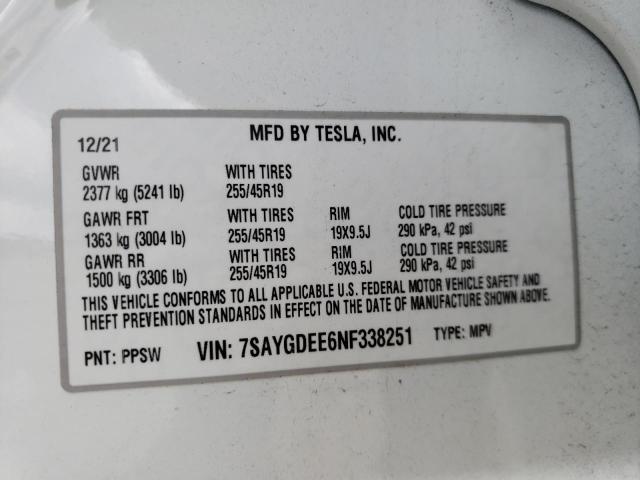 12/21 MFD BY TESLA, INC.
GVWR WITH TIRES
2377 kg (5241 lb) 255/45R19
GAWR FRT WITH TIRES RIM COLD TIRE PRESSURE
1363 kg (3004 lb) 255/45R19 19X9.5J 290 kPa, 42 psi
GAWR RR WITH TIRES RIM COLD TIRE PRESSURE
1500 kg (3306 lb) 255/45R19 19X9.5J 290 kPa, 42 psi
THIS VEHICLE CONFORMS TO ALL APPLICABLE U.S. FEDERAL MOTOR VEHICLE SAFETY AND
THEFT PREVENTION STANDARDS IN EFFECT ON THE DATE OF MANUFACTURE SHOWN ABOVE.
PNT: PPSW VIN: 7SAYGDEE6NF338251 TYPE: MPV